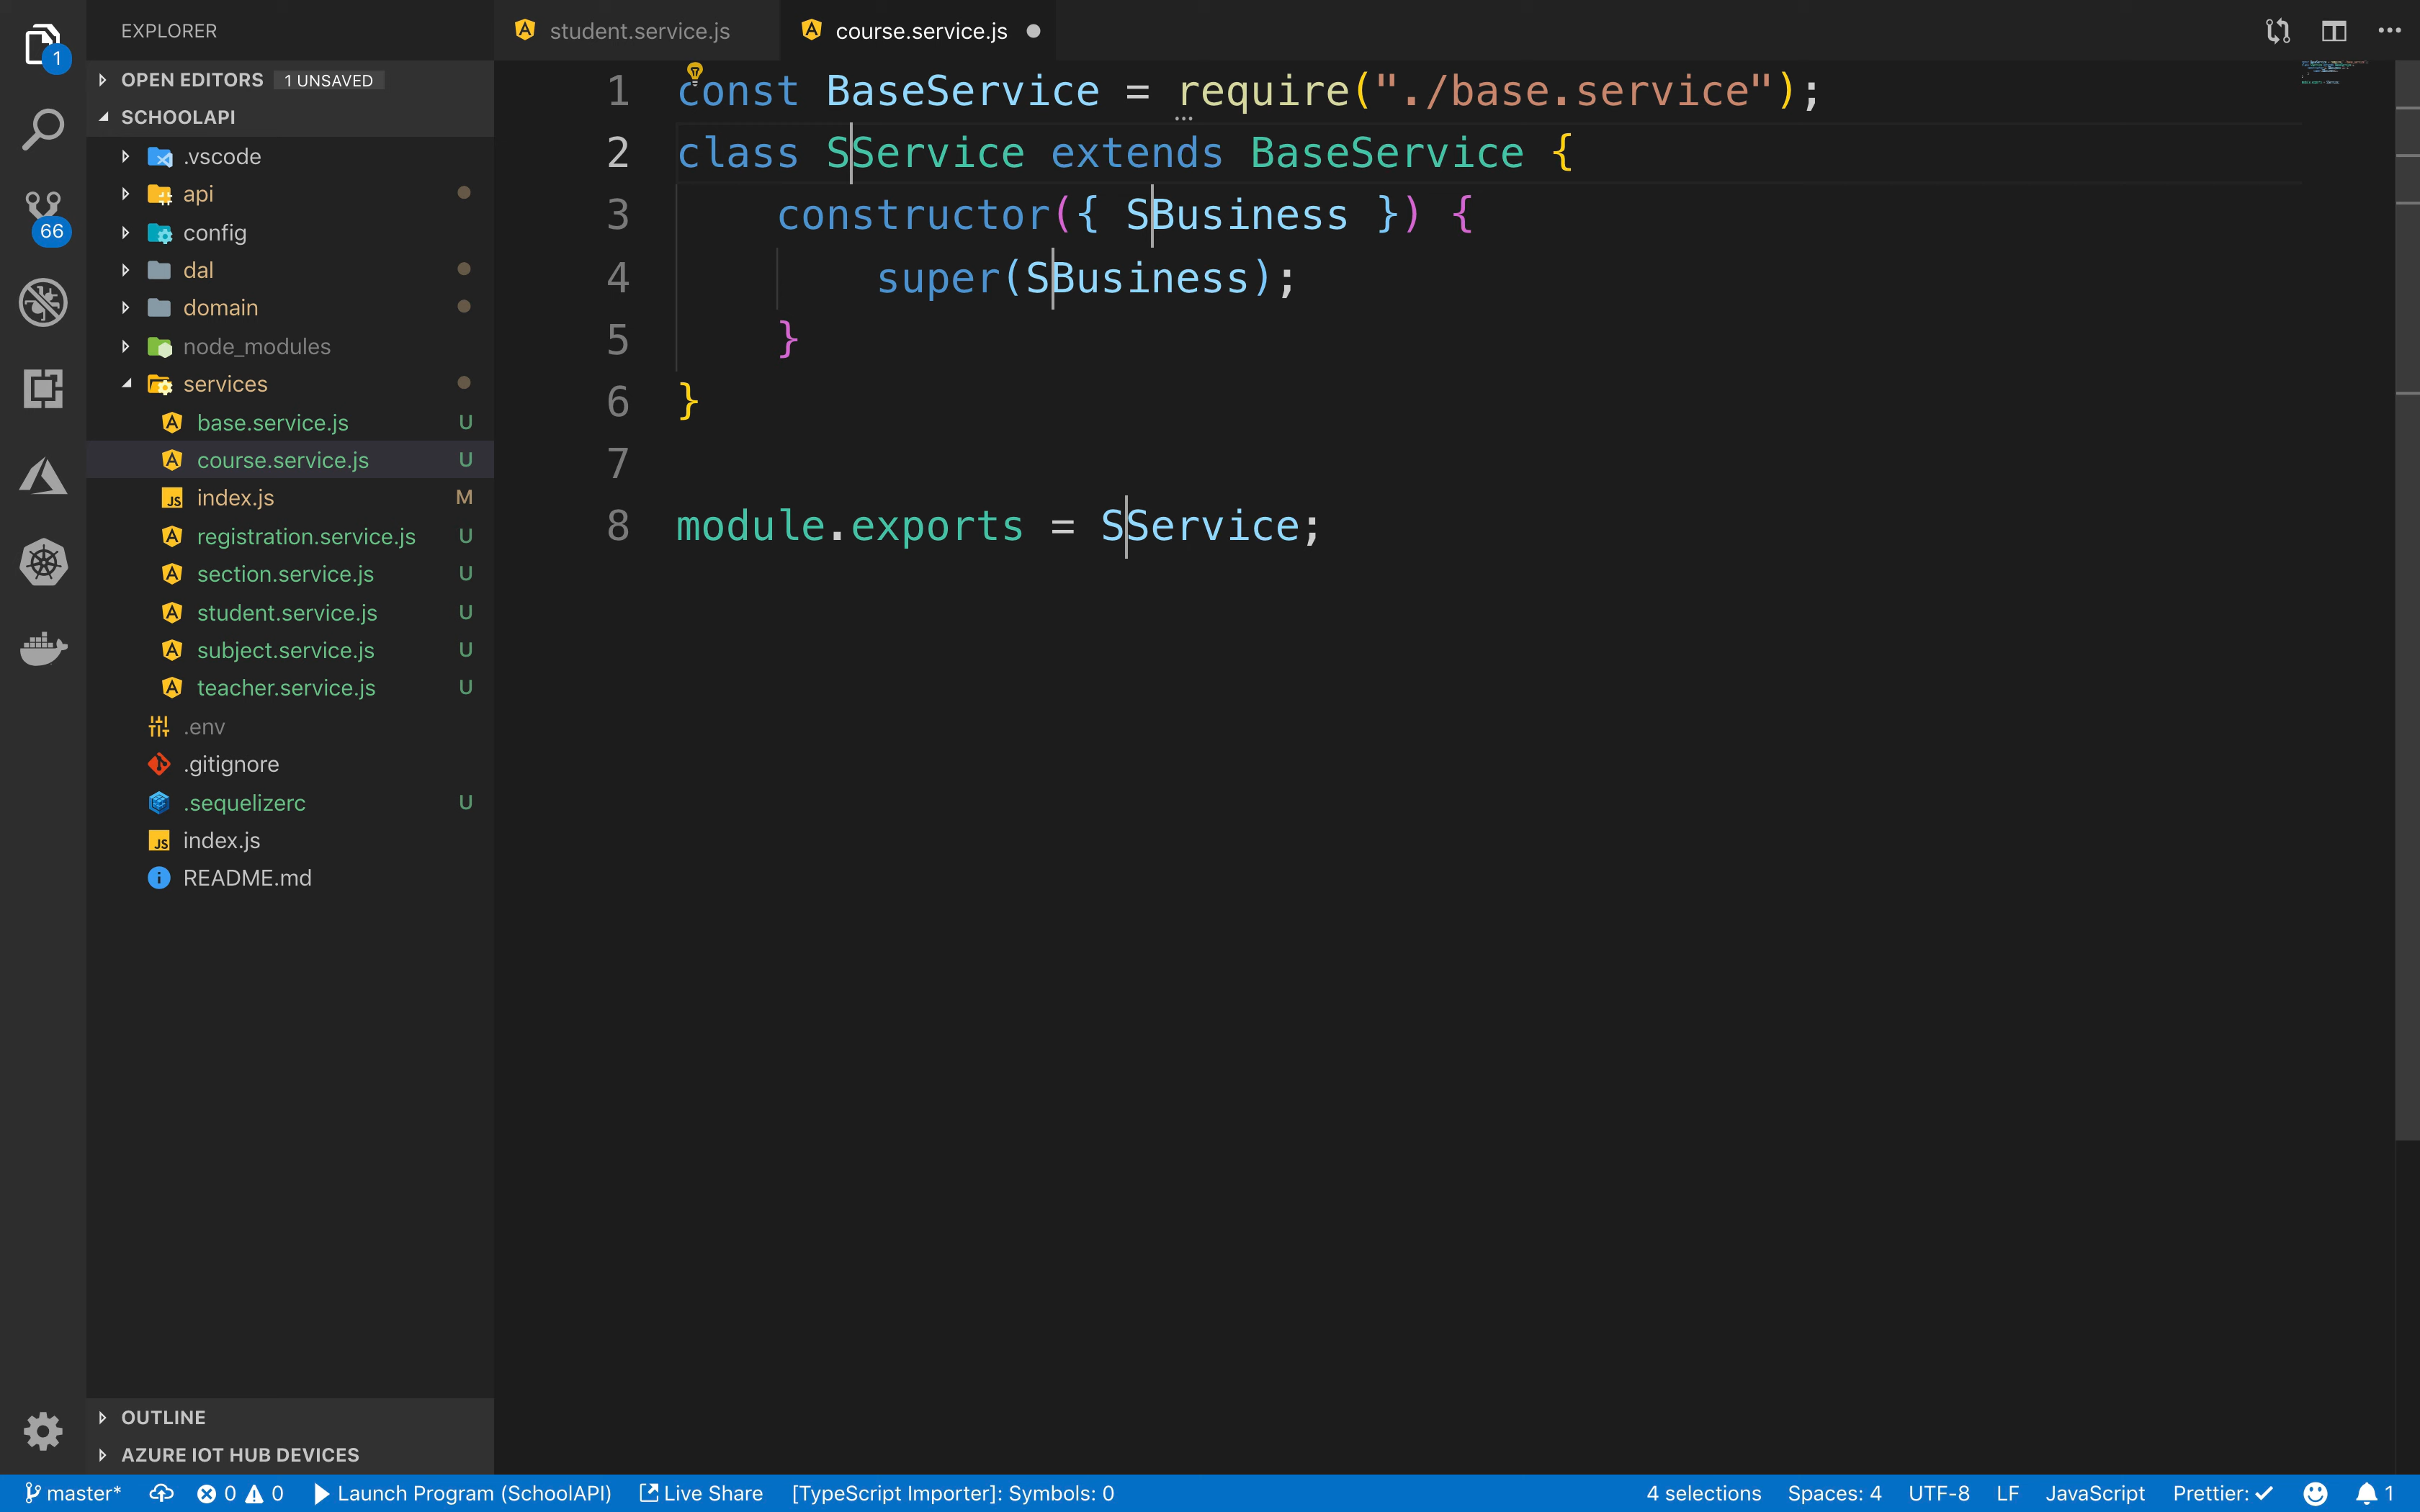 EXPLORER
student.service.js
course.service.js
1
OPEN EDITORS 1 UNSAVED
SCHOOLAPI
.vscode
api
66
config
dal
domain
node_modules
services
base.service.js U
course.service.js U
index.js M
registration.service.js U
section.service.js U
student.service.js U
subject.service.js U
teacher.service.js U
.env
.gitignore
.sequelizerc U
index.js
README.md
OUTLINE
AZURE IOT HUB DEVICES
1 const BaseService = require("./base.service");
2 class SService extends BaseService {
3 constructor({ SBusiness }) {
4 super(SBusiness);
5 }
6 }
7
8 module.exports = SService;
master* 0 0 Launch Program (SchoolAPI) Live Share [TypeScript Importer]: Symbols: 0 4 selections Spaces: 4 UTF-8 LF JavaScript Prettier: ✓ 1